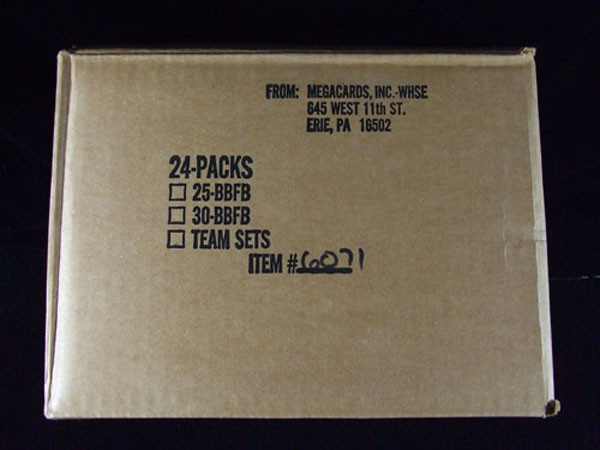 FROM: MEGACARDS, INC.-WHSE
645 WEST 11th ST.
ERIE, PA 16502
24-PACKS
25-BBFB
30-BBFB
TEAM SETS
ITEM #6071